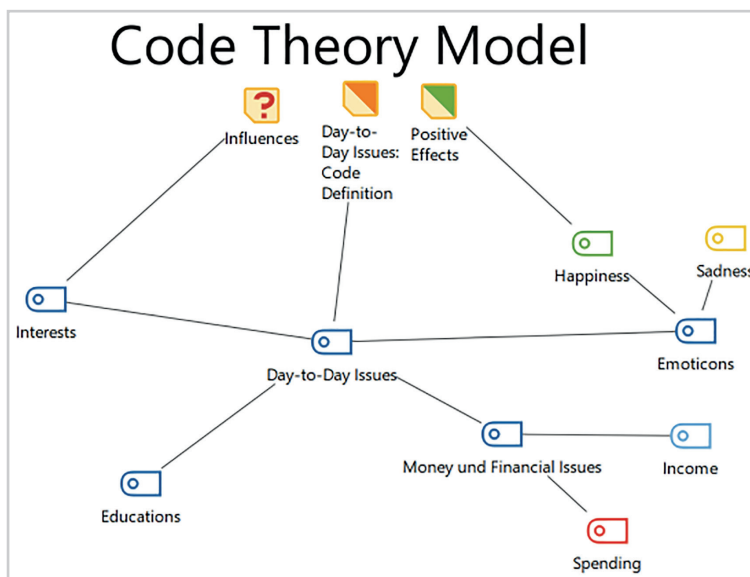 Code Theory Model
?
Influences
Day-to-
Day Issues:
Code
Definition
Positive
Effects
Happiness
Sadness
Interests
Emoticons
Day-to-Day Issues
Money und Financial Issues
Income
Educations
Spending